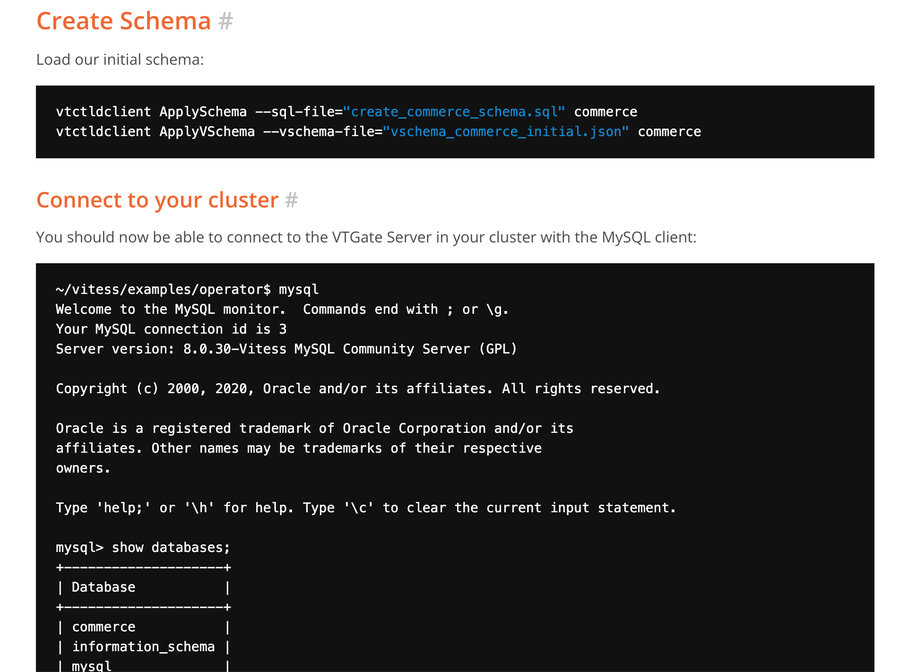 Create Schema #
Load our initial schema:
vtctldclient ApplySchema --sql-file="create_commerce_schema.sql" commerce
vtctldclient ApplyVSchema --vschema-file="vschema_commerce_initial.json" commerce
Connect to your cluster #
You should now be able to connect to the VTGate Server in your cluster with the MySQL client:
~/vitess/examples/operator$ mysql
Welcome to the MySQL monitor.  Commands end with ; or \g.
Your MySQL connection id is 3
Server version: 8.0.30-Vitess MySQL Community Server (GPL)
Copyright (c) 2000, 2020, Oracle and/or its affiliates. All rights reserved.
Oracle is a registered trademark of Oracle Corporation and/or its
affiliates. Other names may be trademarks of their respective
owners.
Type 'help;' or '\h' for help. Type '\c' to clear the current input statement.
mysql> show databases;
+--------------------+
| Database           |
+--------------------+
| commerce           |
| information_schema |
| mysql              |